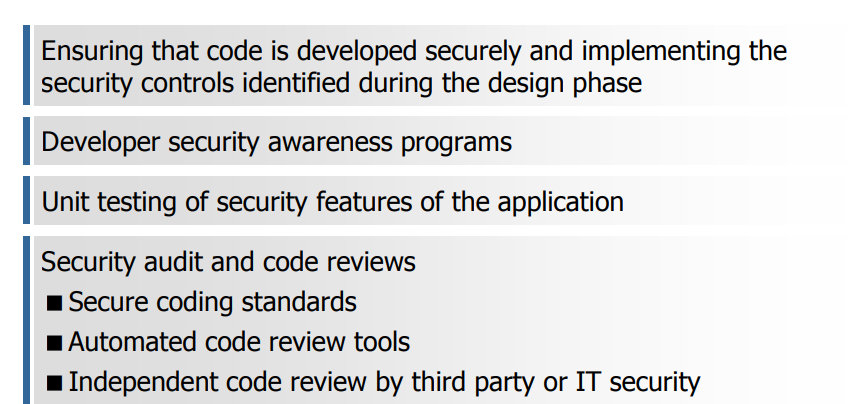 Ensuring that code is developed securely and implementing the
security controls identified during the design phase
Developer security awareness programs
Unit testing of security features of the application
Security audit and code reviews
■ Secure coding standards
■ Automated code review tools
■ Independent code review by third party or IT security